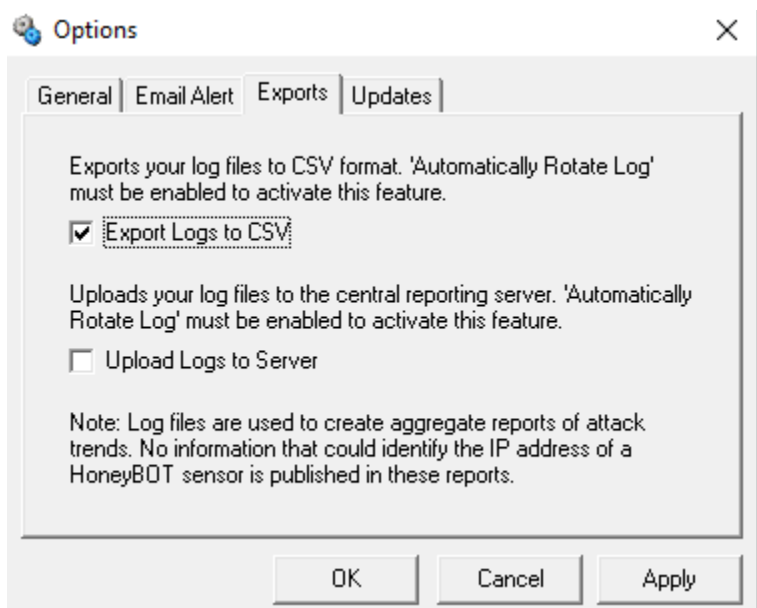 Options
General Email Alert Exports Updates
Exports your log files to CSV format. 'Automatically Rotate Log'
must be enabled to activate this feature.
Export Logs to CSV
Uploads your log files to the central reporting server. 'Automatically
Rotate Log' must be enabled to activate this feature.
Upload Logs to Server
Note: Log files are used to create aggregate reports of attack
trends. No information that could identify the IP address of a
HoneyBOT sensor is published in these reports.
OK Cancel Apply